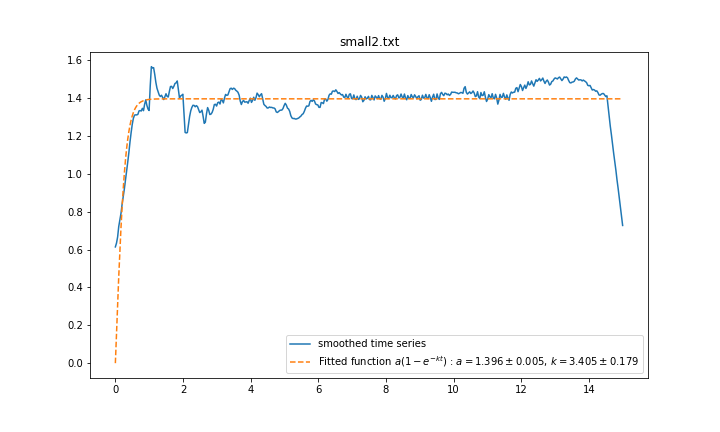 small2.txt
1.6
1.4
1.2
1.0
0.8
0.6
0.4
0.2
0.0
smoothed time series
Fitted function a(1 − e^{−kt}) : a = 1.396 ± 0.005, k = 3.405 ± 0.179
0 2 4 6 8 10 12 14